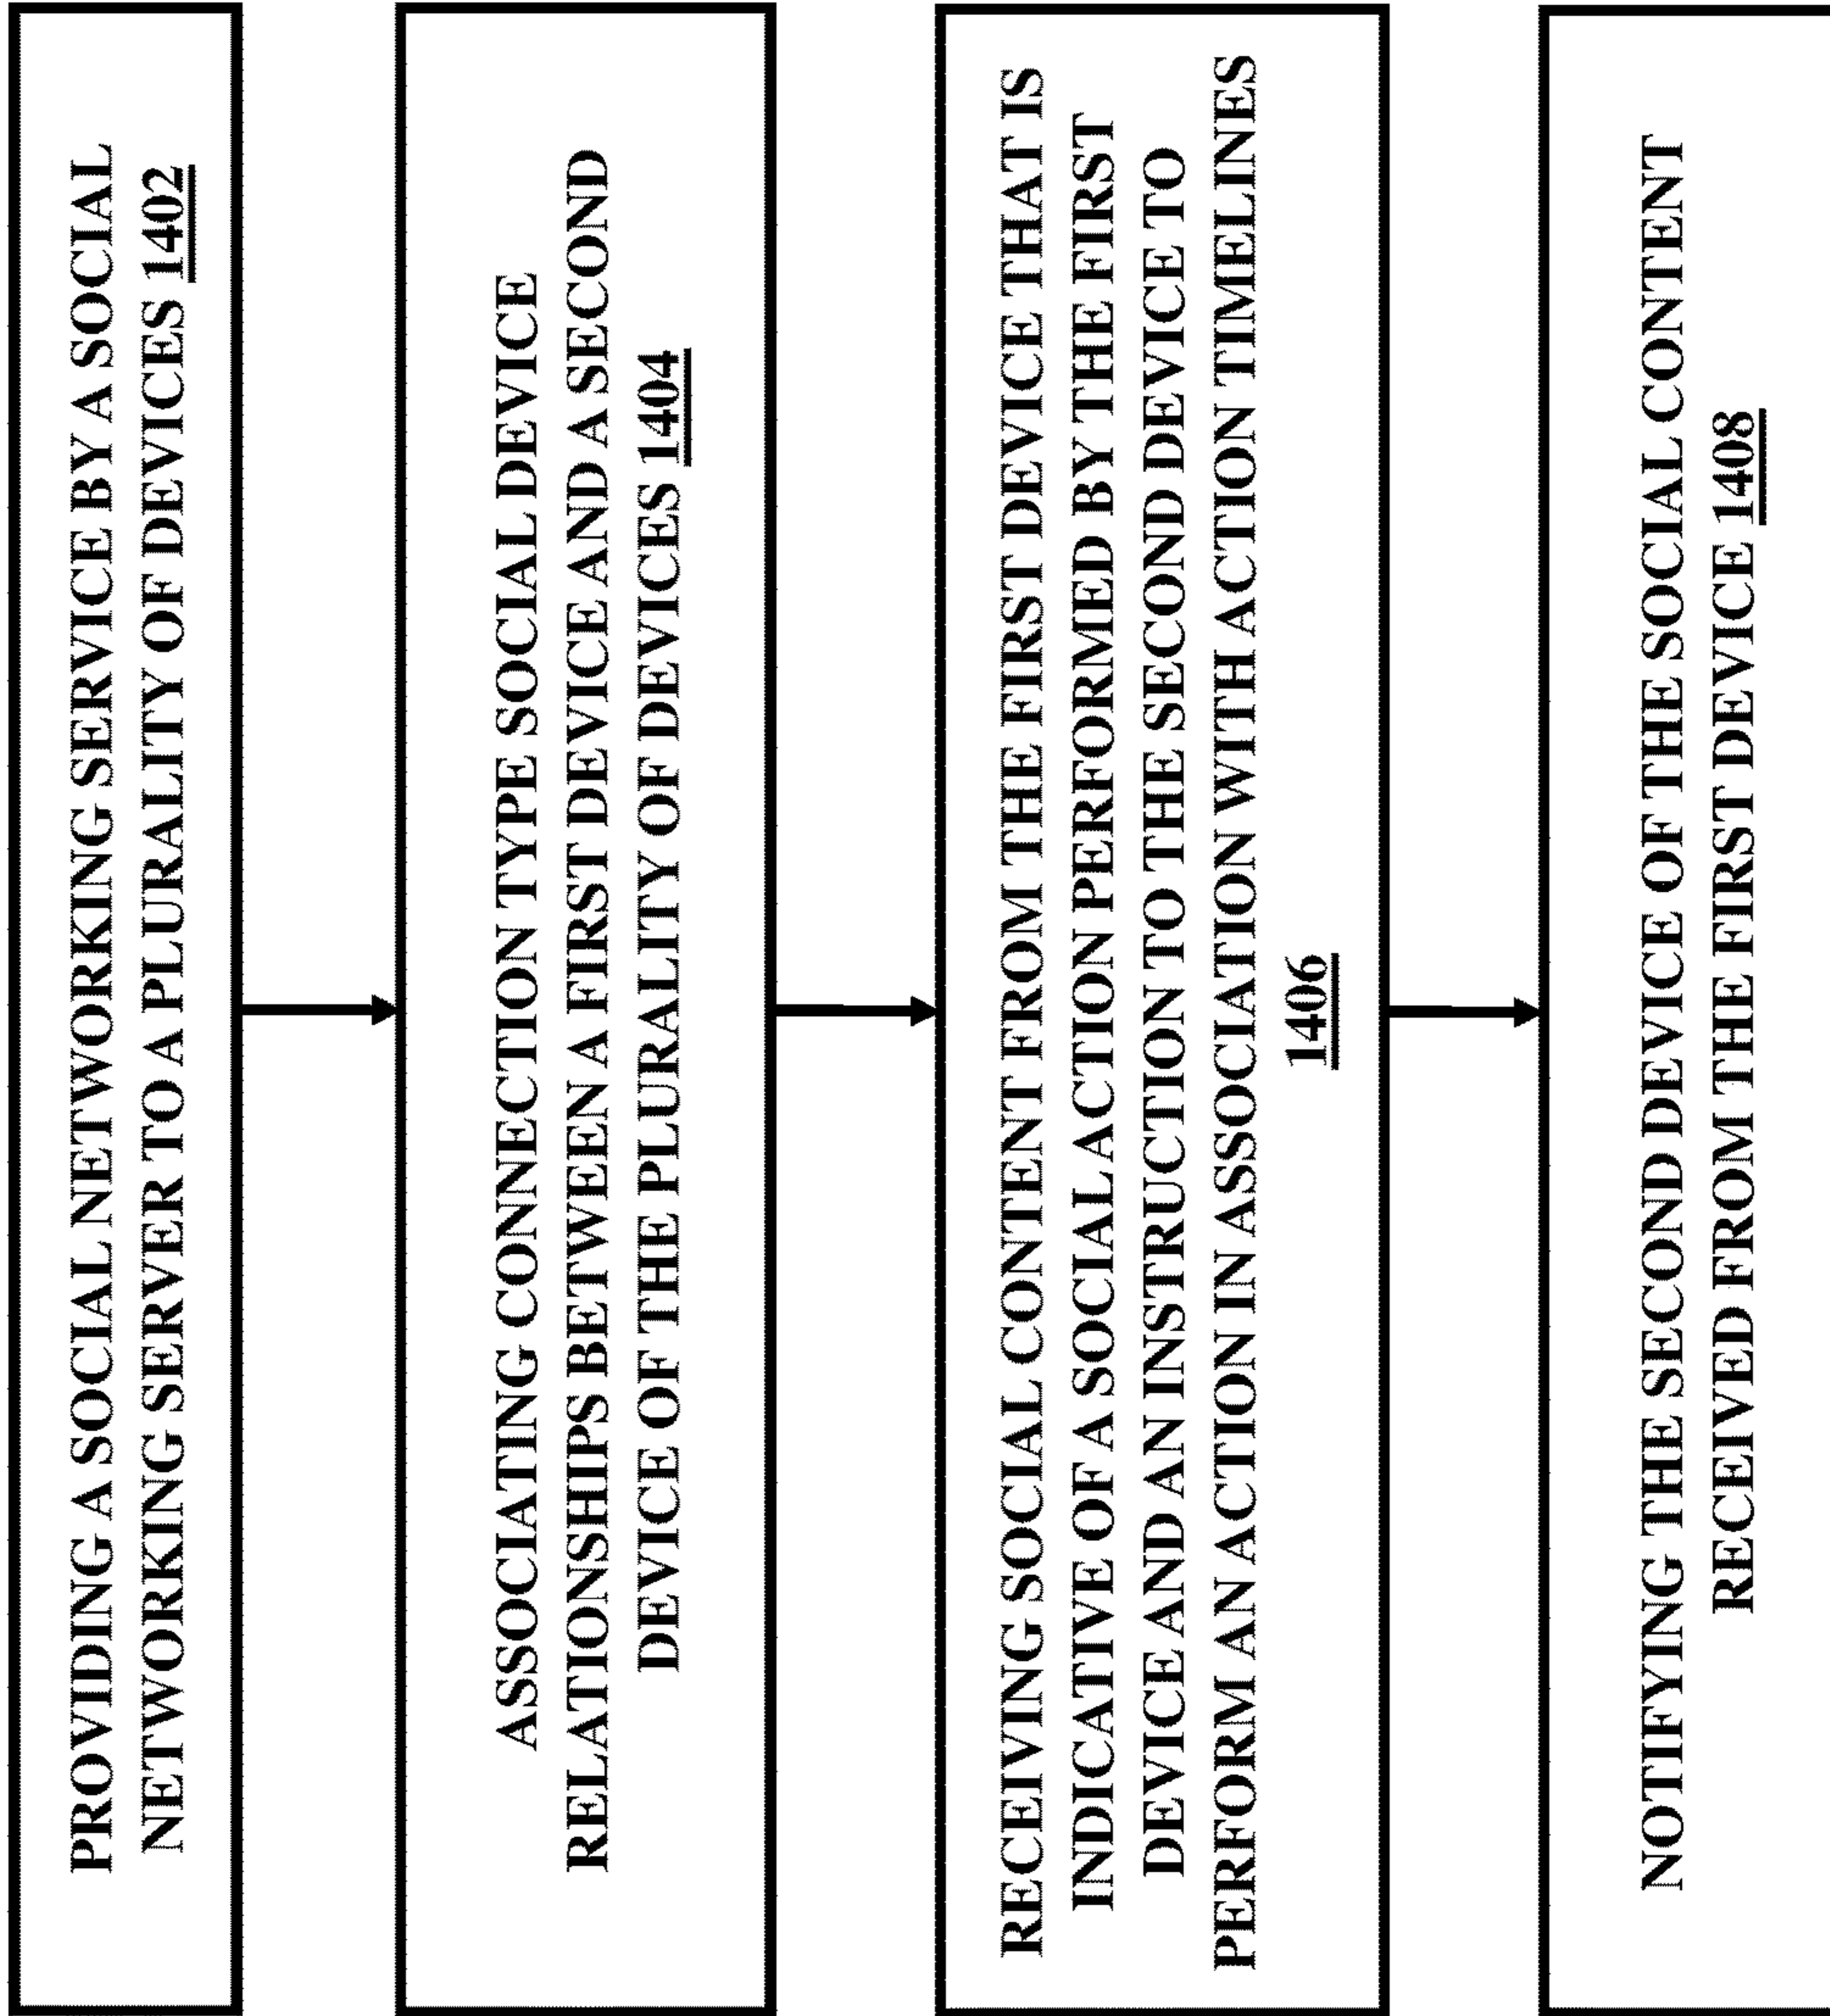 PROVIDING A SOCIAL NETWORKING SERVICE BY A SOCIAL
NETWORKING SERVER TO A PLURALITY OF DEVICES 1402
ASSOCIATING CONNECTION TYPE SOCIAL DEVICE
RELATIONSHIPS BETWEEN A FIRST DEVICE AND A SECOND
DEVICE OF THE PLURALITY OF DEVICES 1404
RECEIVING SOCIAL CONTENT FROM THE FIRST DEVICE THAT IS
INDICATIVE OF A SOCIAL ACTION PERFORMED BY THE FIRST
DEVICE AND AN INSTRUCTION TO THE SECOND DEVICE TO
PERFORM AN ACTION IN ASSOCIATION WITH ACTION TIMELINES
1406
NOTIFYING THE SECOND DEVICE OF THE SOCIAL CONTENT
RECEIVED FROM THE FIRST DEVICE 1408